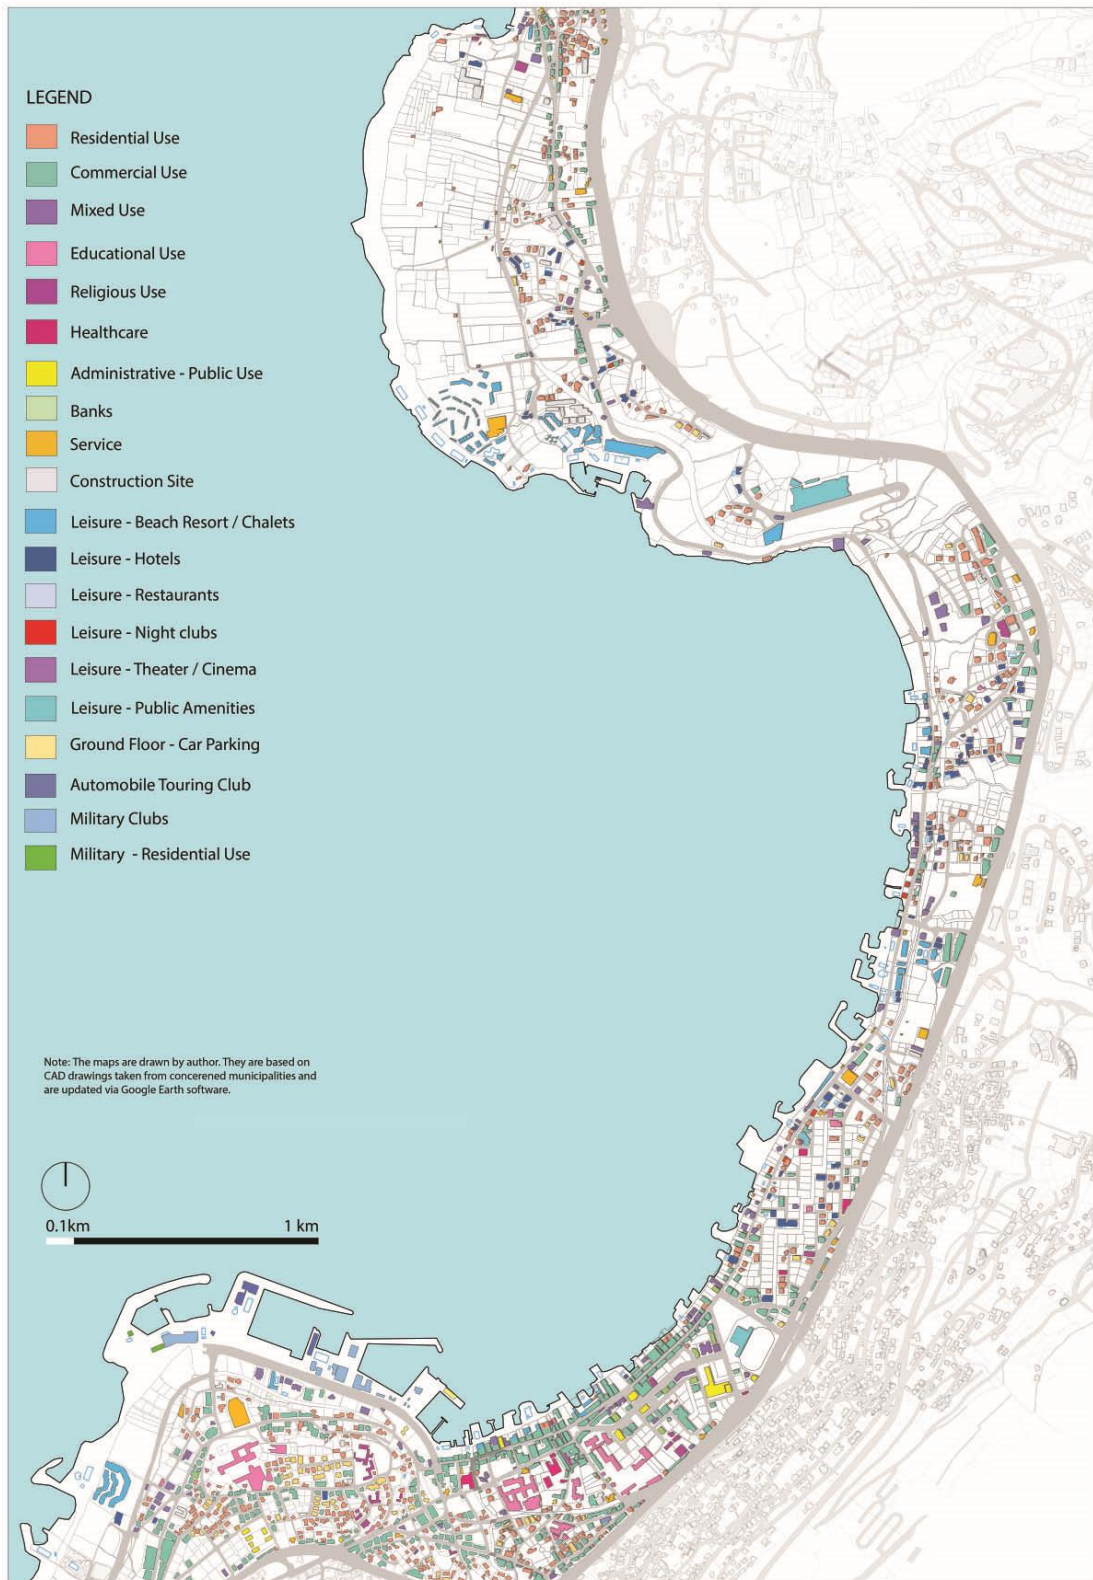 LEGEND
Residential Use
Commercial Use
Mixed Use
Educational Use
Religious Use
Healthcare
Administrative - Public Use
Banks
Service
Construction Site
Leisure - Beach Resort / Chalets
Leisure - Hotels
Leisure - Restaurants
Leisure - Night clubs
Leisure - Theater / Cinema
Leisure - Public Amenities
Ground Floor - Car Parking
Automobile Touring Club
Military Clubs
Military - Residential Use
Note: The maps are drawn by author. They are based on
CAD drawings taken from concerened municipalities and
are updated via Google Earth software.
0.1km 1 km